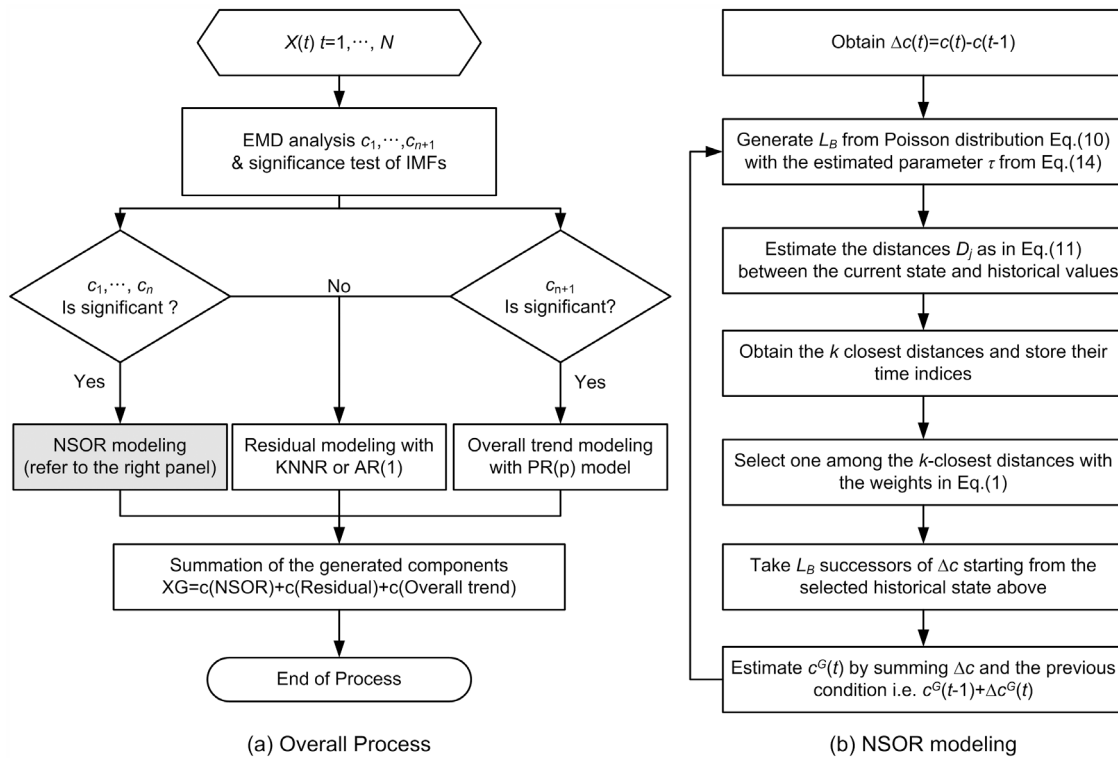 X(t) t=1,⋯, N
EMD analysis c₁,⋯,cₙ₊₁
& significance test of IMFs
c₁,⋯, cₙ
Is significant ?
No
cₙ₊₁
Is significant?
Yes
Yes
NSOR modeling
(refer to the right panel)
Residual modeling with
KNNR or AR(1)
Overall trend modeling
with PR(p) model
Summation of the generated components
XG=c(NSOR)+c(Residual)+c(Overall trend)
End of Process
(a) Overall Process
Obtain Δc(t)=c(t)-c(t-1)
Generate L_B from Poisson distribution Eq.(10)
with the estimated parameter τ from Eq.(14)
Estimate the distances Dⱼ as in Eq.(11)
between the current state and historical values
Obtain the k closest distances and store their
time indices
Select one among the k-closest distances with
the weights in Eq.(1)
Take L_B successors of Δc starting from the
selected historical state above
Estimate cᴳ(t) by summing Δc and the previous
condition i.e. cᴳ(t-1)+Δcᴳ(t)
(b) NSOR modeling